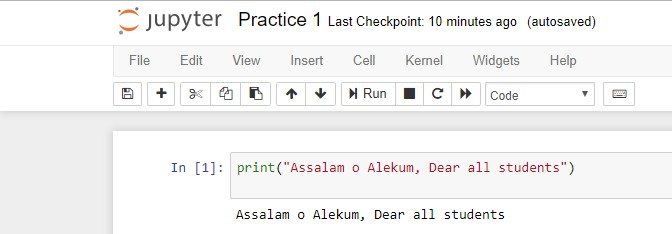 jupyter Practice 1 Last Checkpoint: 10 minutes ago (autosaved)
File Edit View Insert Cell Kernel Widgets Help
Run Code
In [1]: print("Assalam o Alekum, Dear all students")
Assalam o Alekum, Dear all students